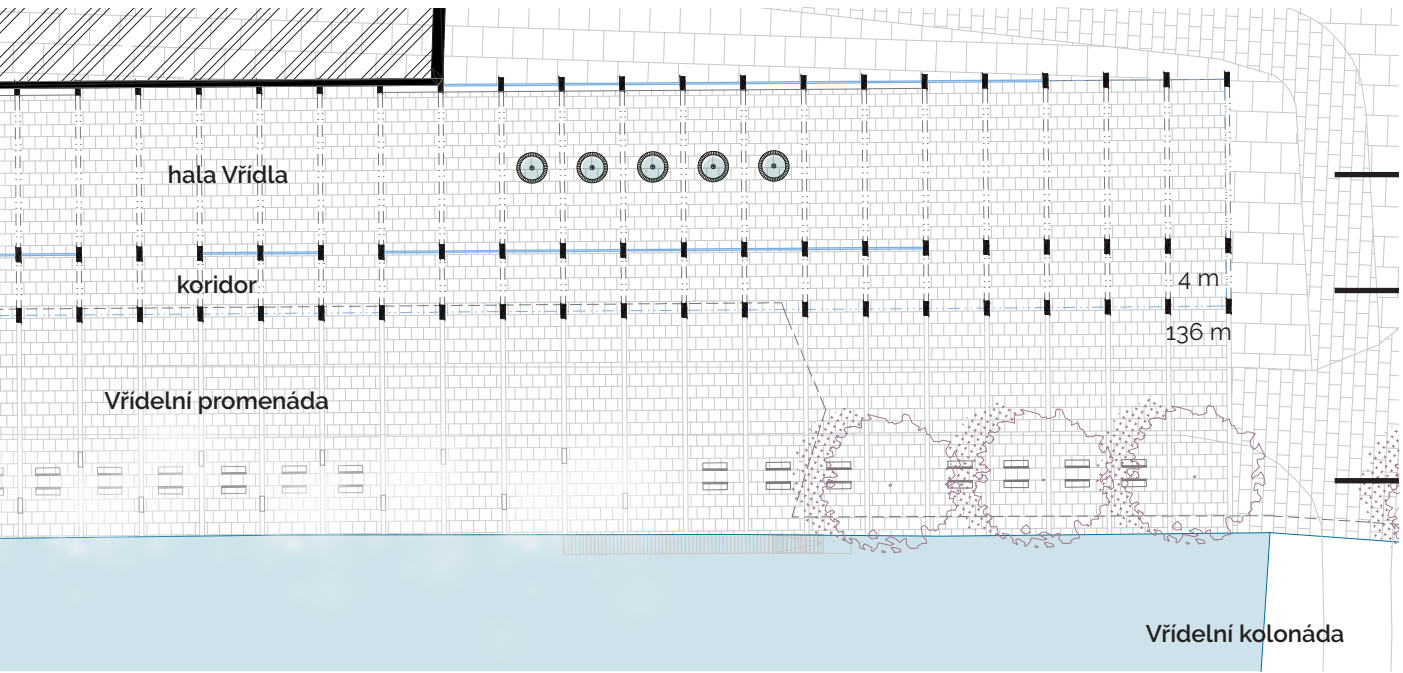 hala Vřídla
koridor
4 m
136 m
Vřídelní promenáda
Vřídelní kolonáda